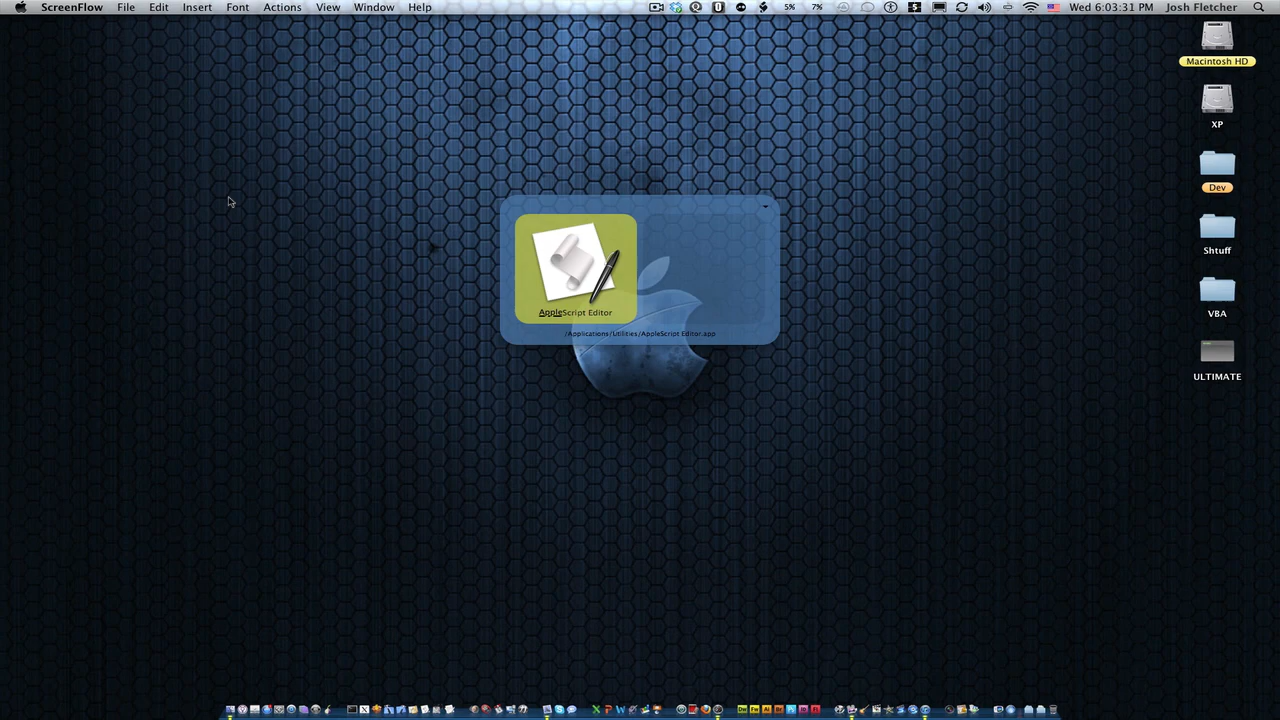 ScreenFlow File Edit Insert Font Actions View Window Help 5% 7% Wed 6:03:31 PM Josh Fletcher
Macintosh HD
XP
Dev
Shtuff
VBA
ULTIMATE
AppleScript Editor
/Applications/Utilities/AppleScript Editor.app